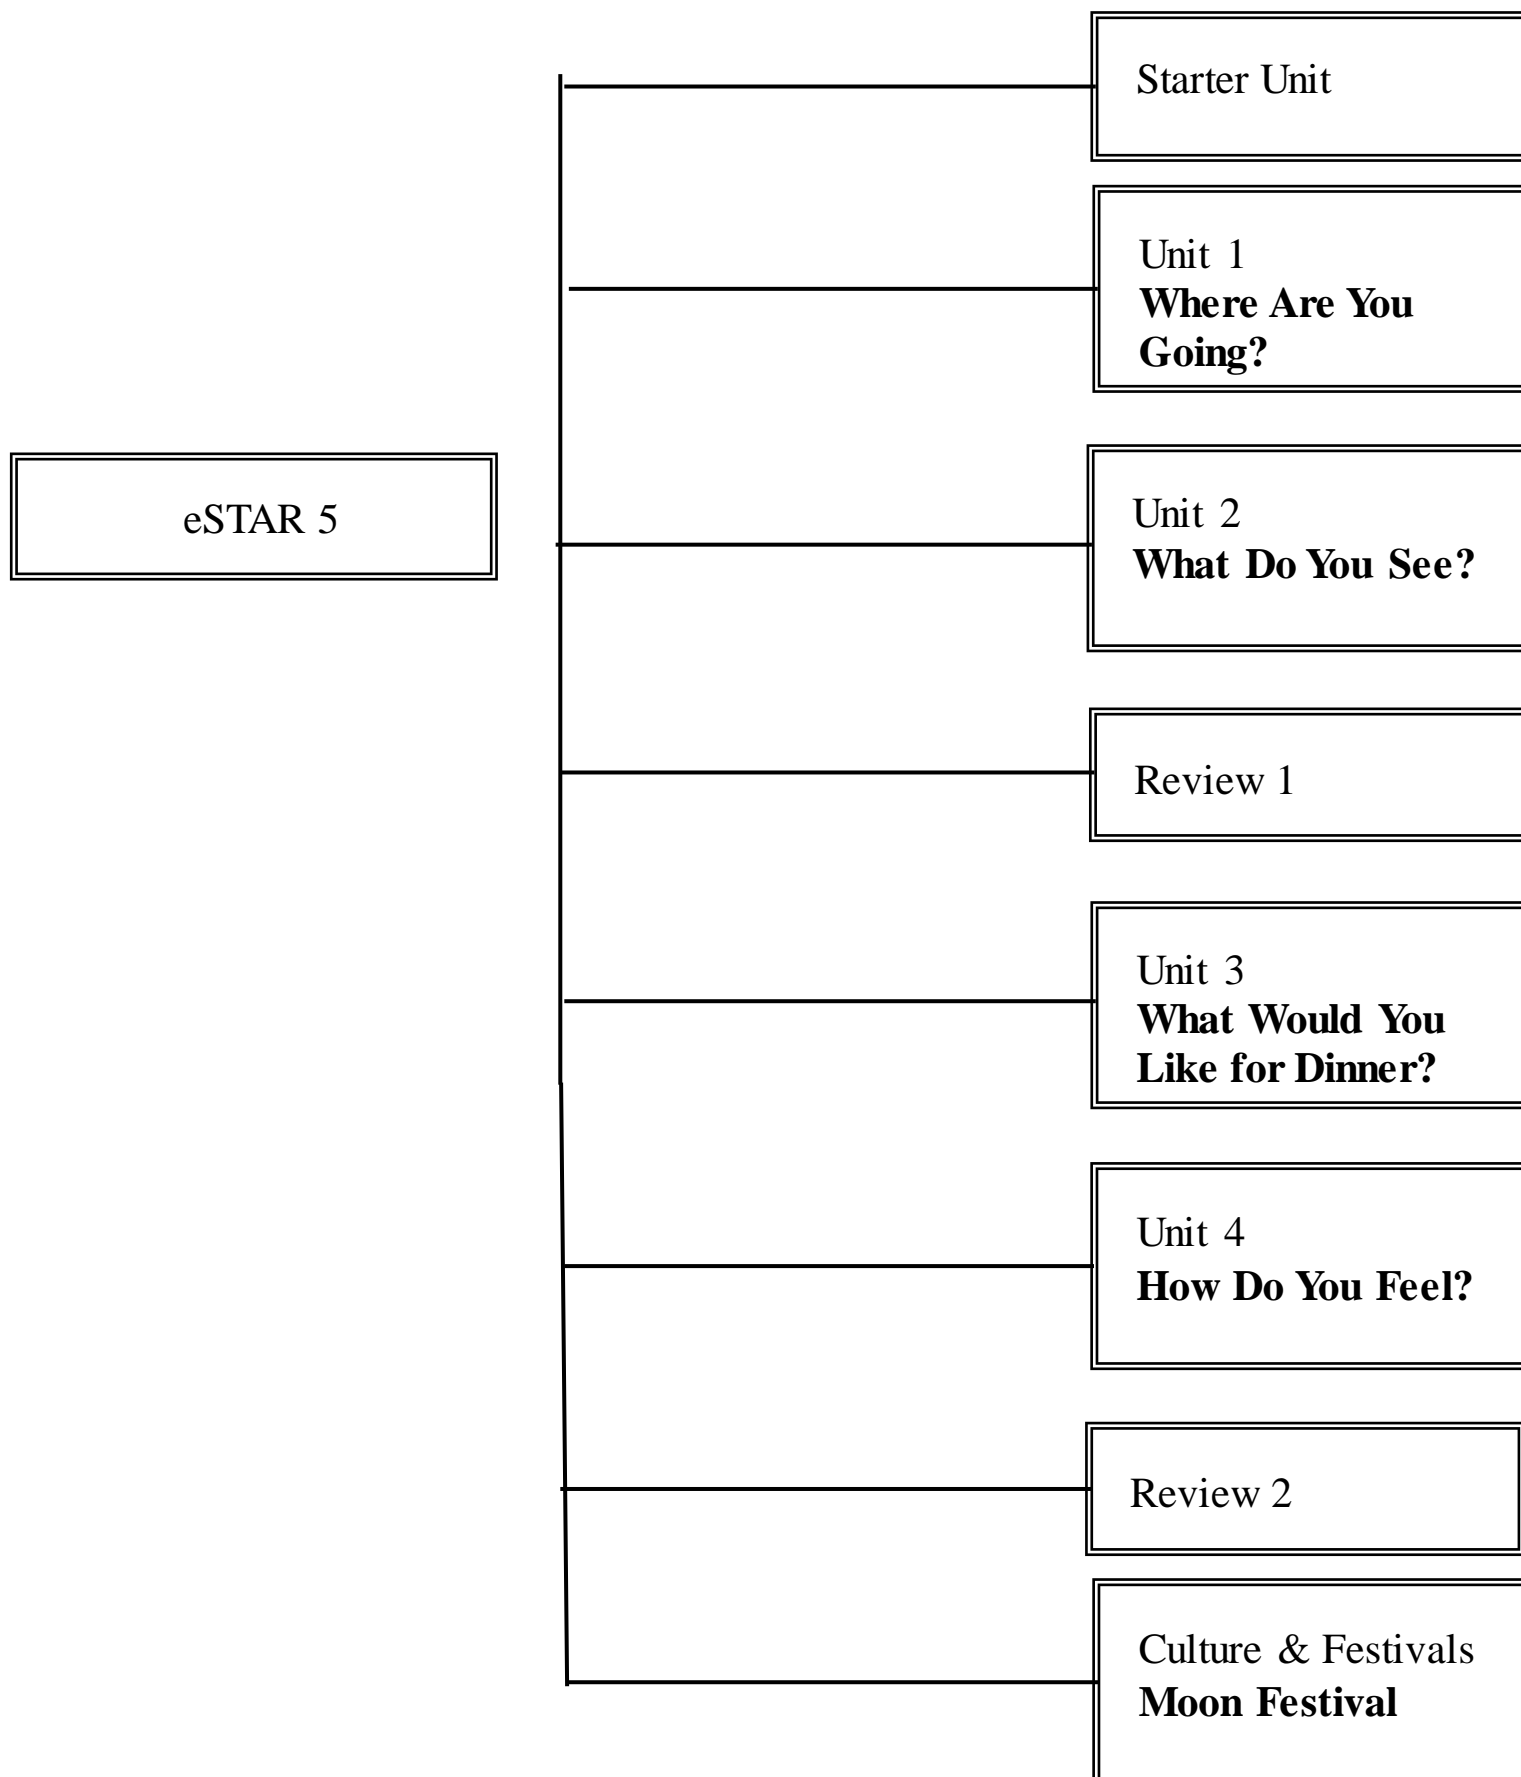 Starter Unit
Unit 1
Where Are You
Going?
eSTAR 5
Unit 2
What Do You See?
Review 1
Unit 3
What Would You
Like for Dinner?
Unit 4
How Do You Feel?
Review 2
Culture & Festivals
Moon Festival